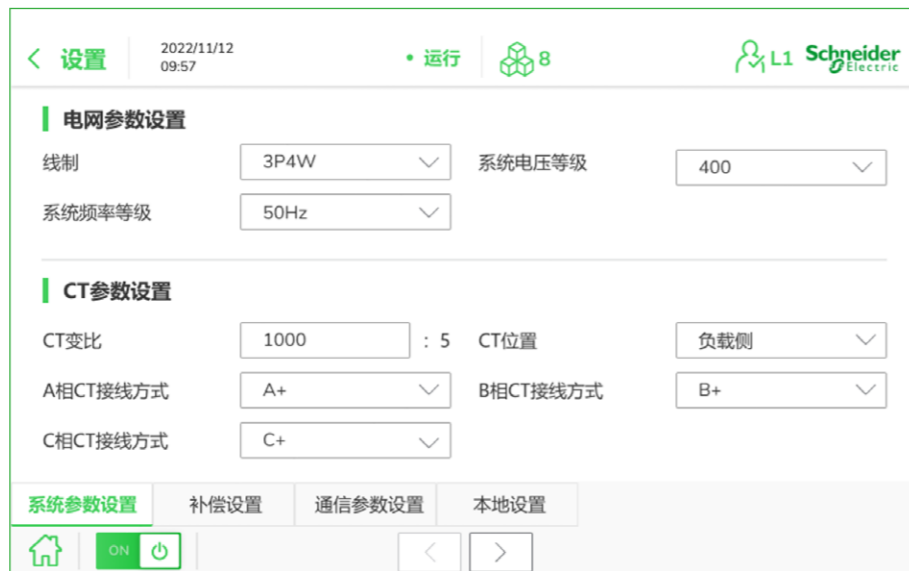 设置 2022/11/12 09:57 • 运行 8 L1 Schneider Electric
电网参数设置
线制 3P4W 系统电压等级 400
系统频率等级 50Hz
CT参数设置
CT变比 1000 : 5 CT位置 负载侧
A相CT接线方式 A+ B相CT接线方式 B+
C相CT接线方式 C+
系统参数设置 补偿设置 通信参数设置 本地设置
ON